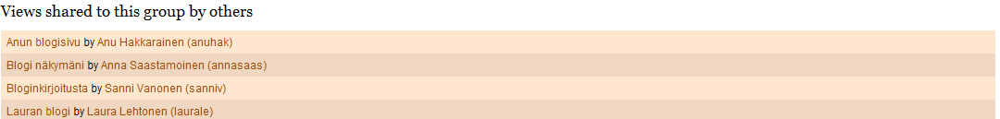 Views shared to this group by others
Anun blogisivu by Anu Hakkarainen (anuhak)
Blogi näkymäni by Anna Saastamoinen (annasaas)
Bloginkirjoitusta by Sanni Vanonen (sanniv)
Lauran blogi by Laura Lehtonen (laurale)